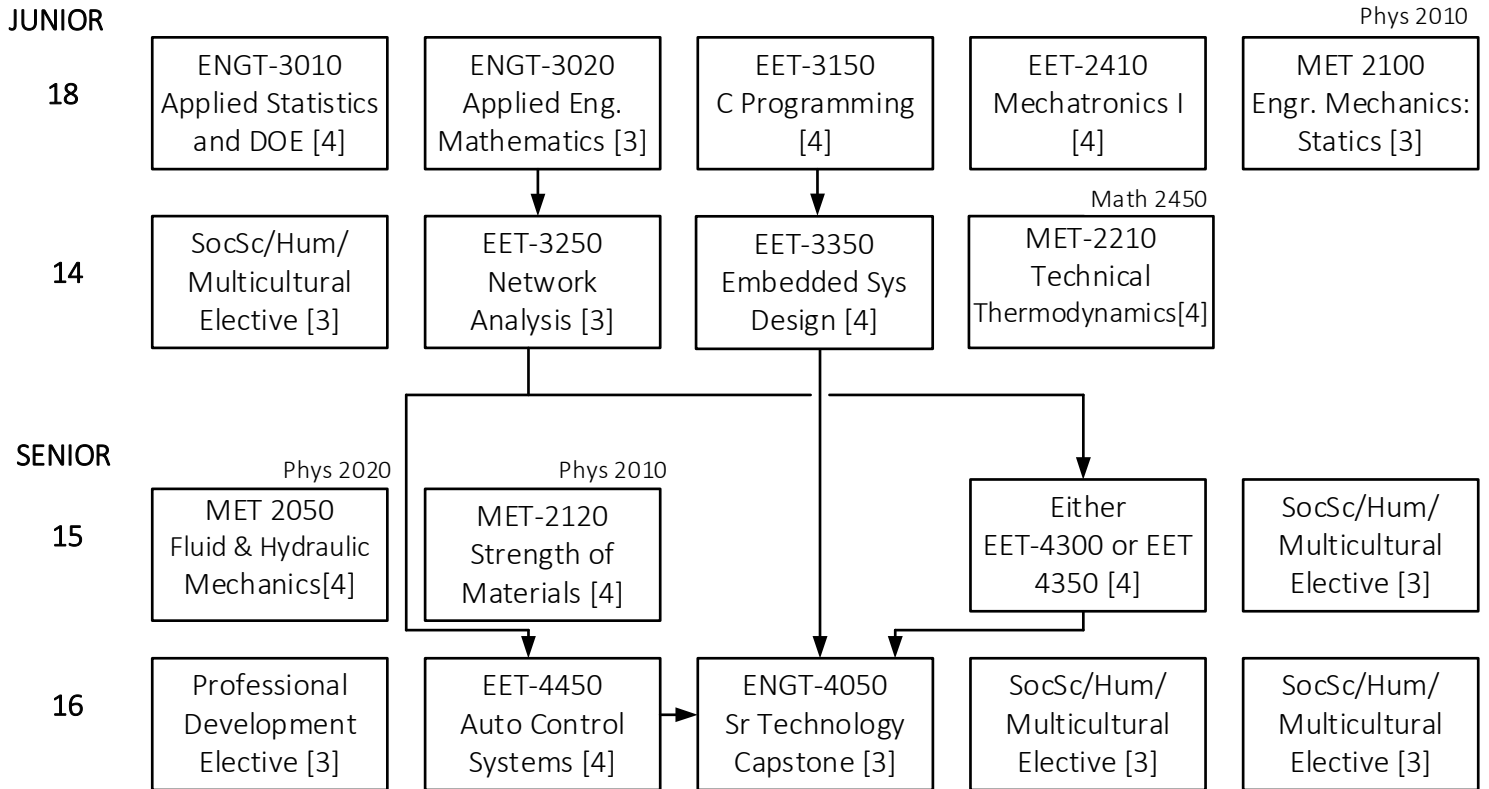 JUNIOR
Phys 2010
18
ENGT-3010
Applied Statistics
and DOE [4]
ENGT-3020
Applied Eng.
Mathematics [3]
EET-3150
C Programming
[4]
EET-2410
Mechatronics I
[4]
MET 2100
Engr. Mechanics:
Statics [3]
Math 2450
14
SocSc/Hum/
Multicultural
Elective [3]
EET-3250
Network
Analysis [3]
EET-3350
Embedded Sys
Design [4]
MET-2210
Technical
Thermodynamics[4]
SENIOR
Phys 2020
Phys 2010
15
MET 2050
Fluid & Hydraulic
Mechanics[4]
MET-2120
Strength of
Materials [4]
Either
EET-4300 or EET
4350 [4]
SocSc/Hum/
Multicultural
Elective [3]
16
Professional
Development
Elective [3]
EET-4450
Auto Control
Systems [4]
ENGT-4050
Sr Technology
Capstone [3]
SocSc/Hum/
Multicultural
Elective [3]
SocSc/Hum/
Multicultural
Elective [3]